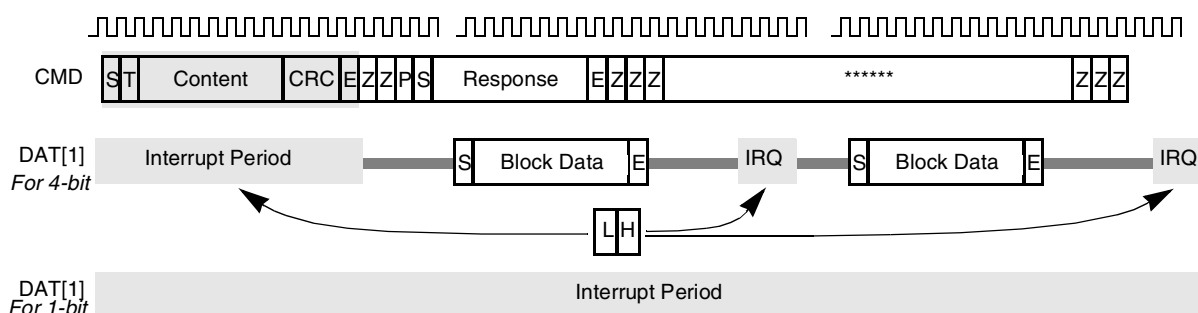 CMD S T Content CRC E Z Z P S Response E Z Z Z ****** Z Z Z
DAT[1] Interrupt Period S Block Data E IRQ S Block Data E IRQ
For 4-bit
L H
DAT[1] Interrupt Period
For 1-bit